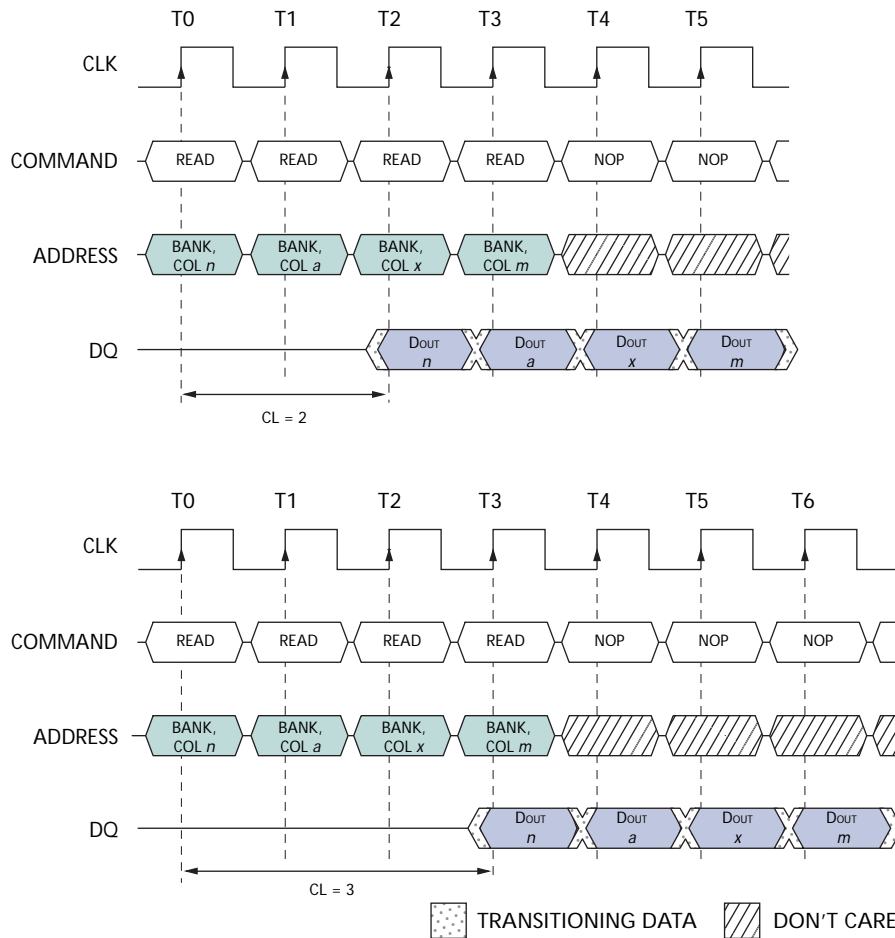 T0 T1 T2 T3 T4 T5
CLK
COMMAND READ READ READ READ NOP NOP
ADDRESS BANK, COL n BANK, COL a BANK, COL x BANK, COL m
DQ DOUT n DOUT a DOUT x DOUT m
CL = 2
T0 T1 T2 T3 T4 T5 T6
CLK
COMMAND READ READ READ READ NOP NOP NOP
ADDRESS BANK, COL n BANK, COL a BANK, COL x BANK, COL m
DQ DOUT n DOUT a DOUT x DOUT m
CL = 3
TRANSITIONING DATA DON'T CARE